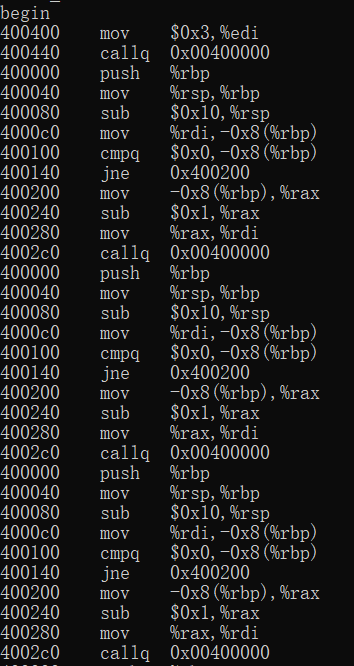 begin
400400 mov $0x3,%edi
400440 callq 0x00400000
400000 push %rbp
400040 mov %rsp,%rbp
400080 sub $0x10,%rsp
4000c0 mov %rdi,-0x8(%rbp)
400100 cmpq $0x0,-0x8(%rbp)
400140 jne 0x400200
400200 mov -0x8(%rbp),%rax
400240 sub $0x1,%rax
400280 mov %rax,%rdi
4002c0 callq 0x00400000
400000 push %rbp
400040 mov %rsp,%rbp
400080 sub $0x10,%rsp
4000c0 mov %rdi,-0x8(%rbp)
400100 cmpq $0x0,-0x8(%rbp)
400140 jne 0x400200
400200 mov -0x8(%rbp),%rax
400240 sub $0x1,%rax
400280 mov %rax,%rdi
4002c0 callq 0x00400000
400000 push %rbp
400040 mov %rsp,%rbp
400080 sub $0x10,%rsp
4000c0 mov %rdi,-0x8(%rbp)
400100 cmpq $0x0,-0x8(%rbp)
400140 jne 0x400200
400200 mov -0x8(%rbp),%rax
400240 sub $0x1,%rax
400280 mov %rax,%rdi
4002c0 callq 0x00400000